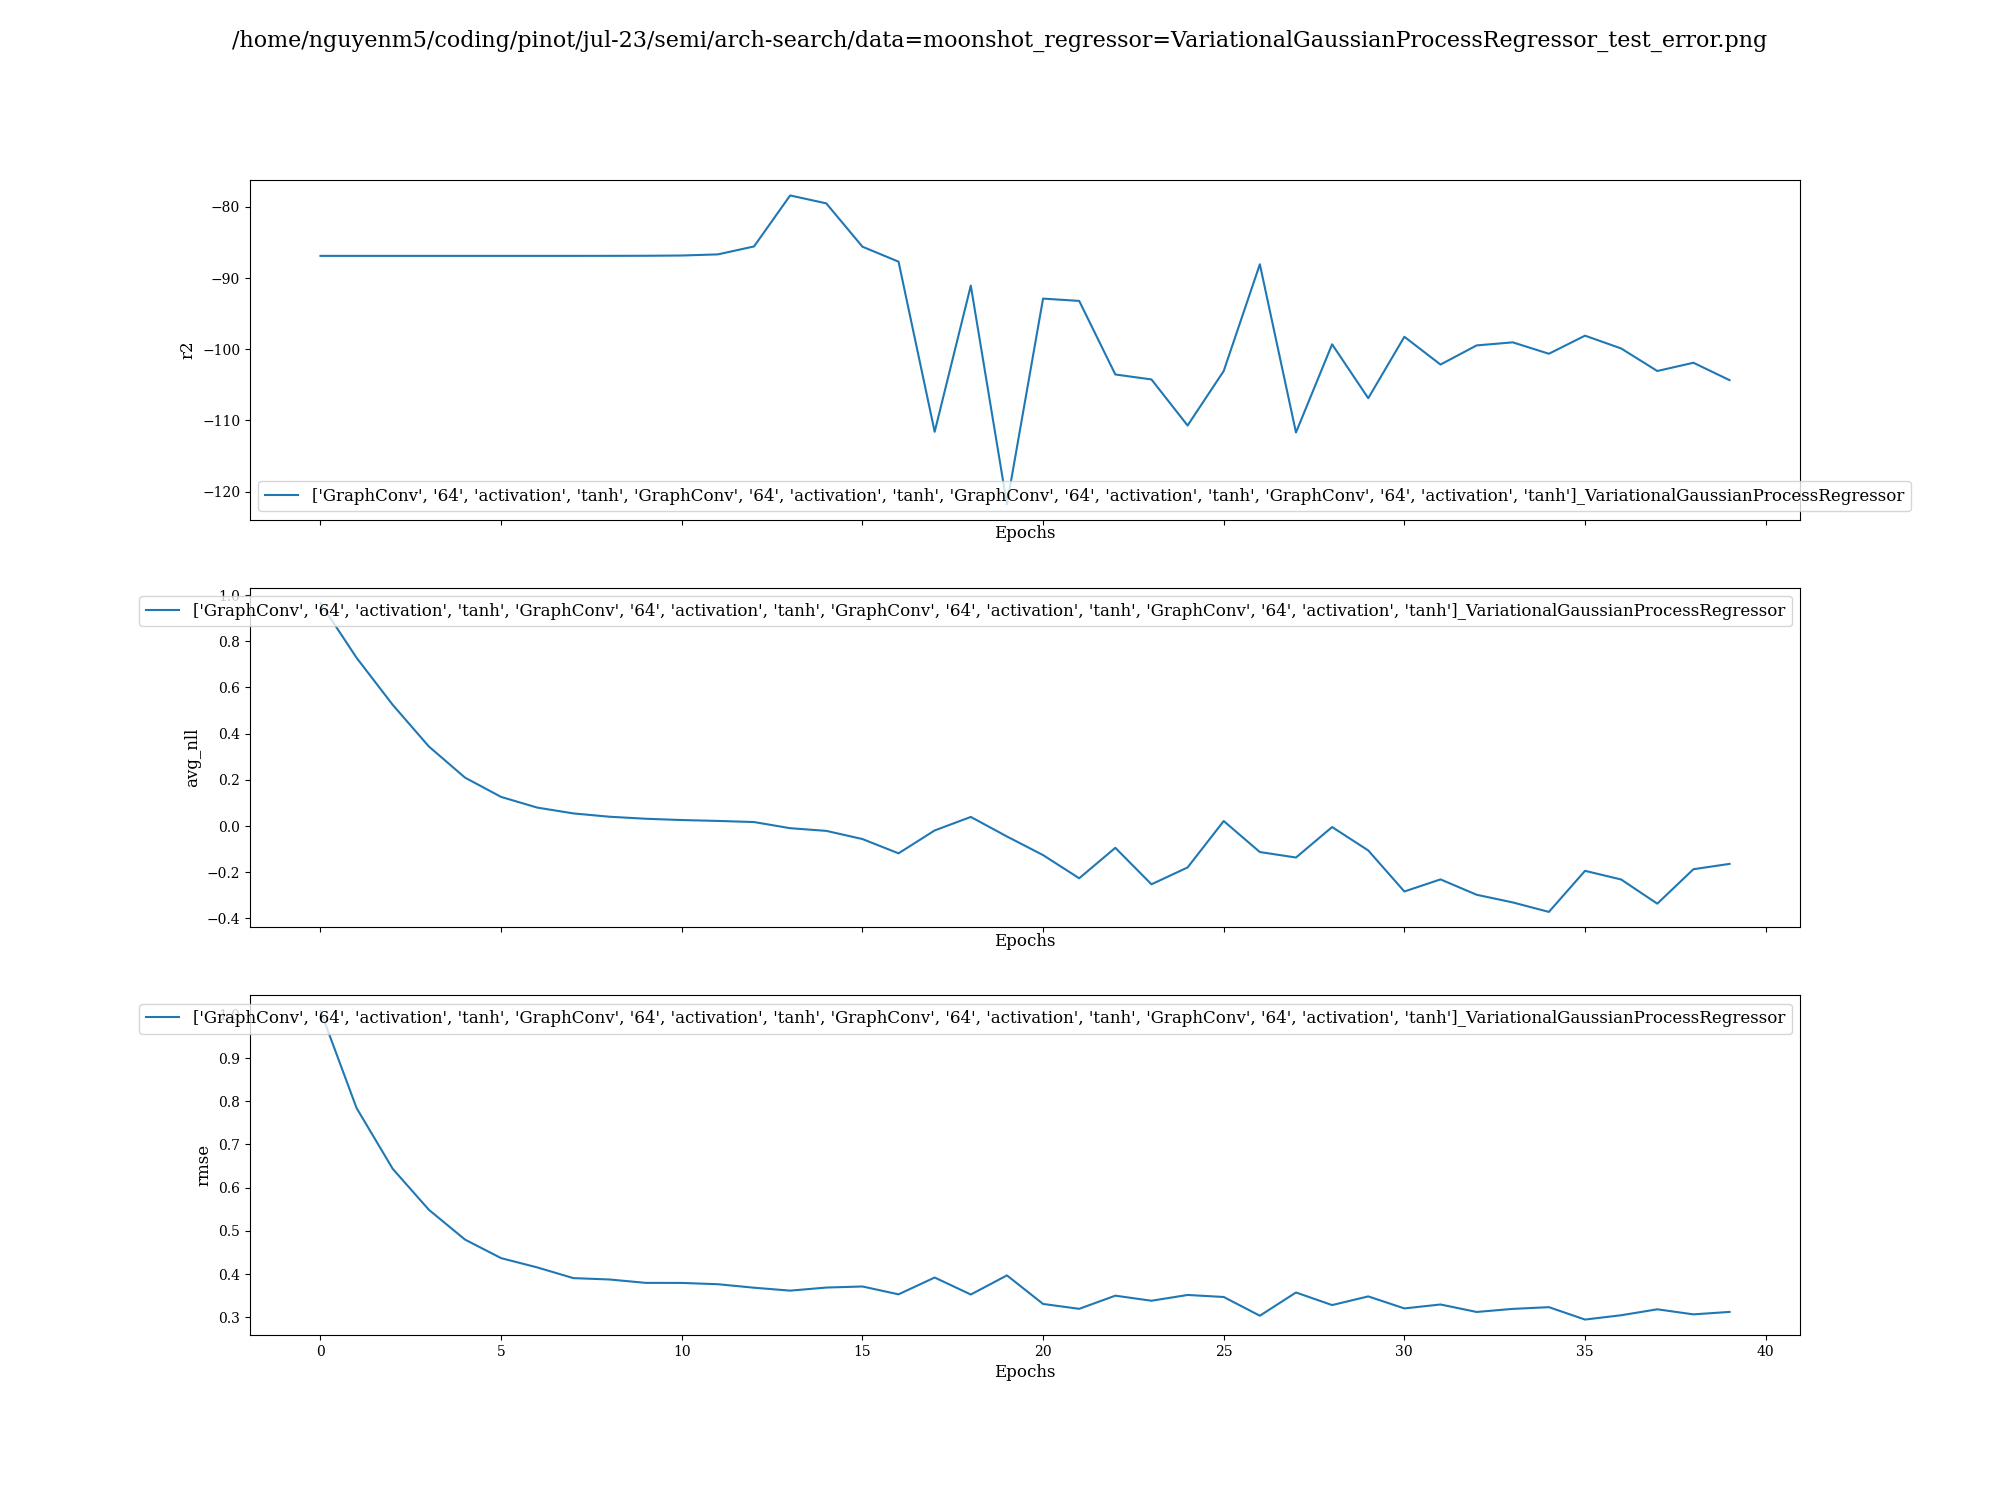 /home/nguyenm5/coding/pinot/jul-23/semi/arch-search/data=moonshot_regressor=VariationalGaussianProcessRegressor_test_error.png
−80
−90
−100
−110
−120
r2
['GraphConv', '64', 'activation', 'tanh', 'GraphConv', '64', 'activation', 'tanh', 'GraphConv', '64', 'activation', 'tanh', 'GraphConv', '64', 'activation', 'tanh']_VariationalGaussianProcessRegressor
Epochs
1.0
['GraphConv', '64', 'activation', 'tanh', 'GraphConv', '64', 'activation', 'tanh', 'GraphConv', '64', 'activation', 'tanh', 'GraphConv', '64', 'activation', 'tanh']_VariationalGaussianProcessRegressor
0.8
0.6
0.4
0.2
0.0
−0.2
−0.4
avg_nll
Epochs
['GraphConv', '64', 'activation', 'tanh', 'GraphConv', '64', 'activation', 'tanh', 'GraphConv', '64', 'activation', 'tanh', 'GraphConv', '64', 'activation', 'tanh']_VariationalGaussianProcessRegressor
0.9
0.8
0.7
0.6
0.5
0.4
0.3
rmse
0 5 10 15 20 25 30 35 40
Epochs